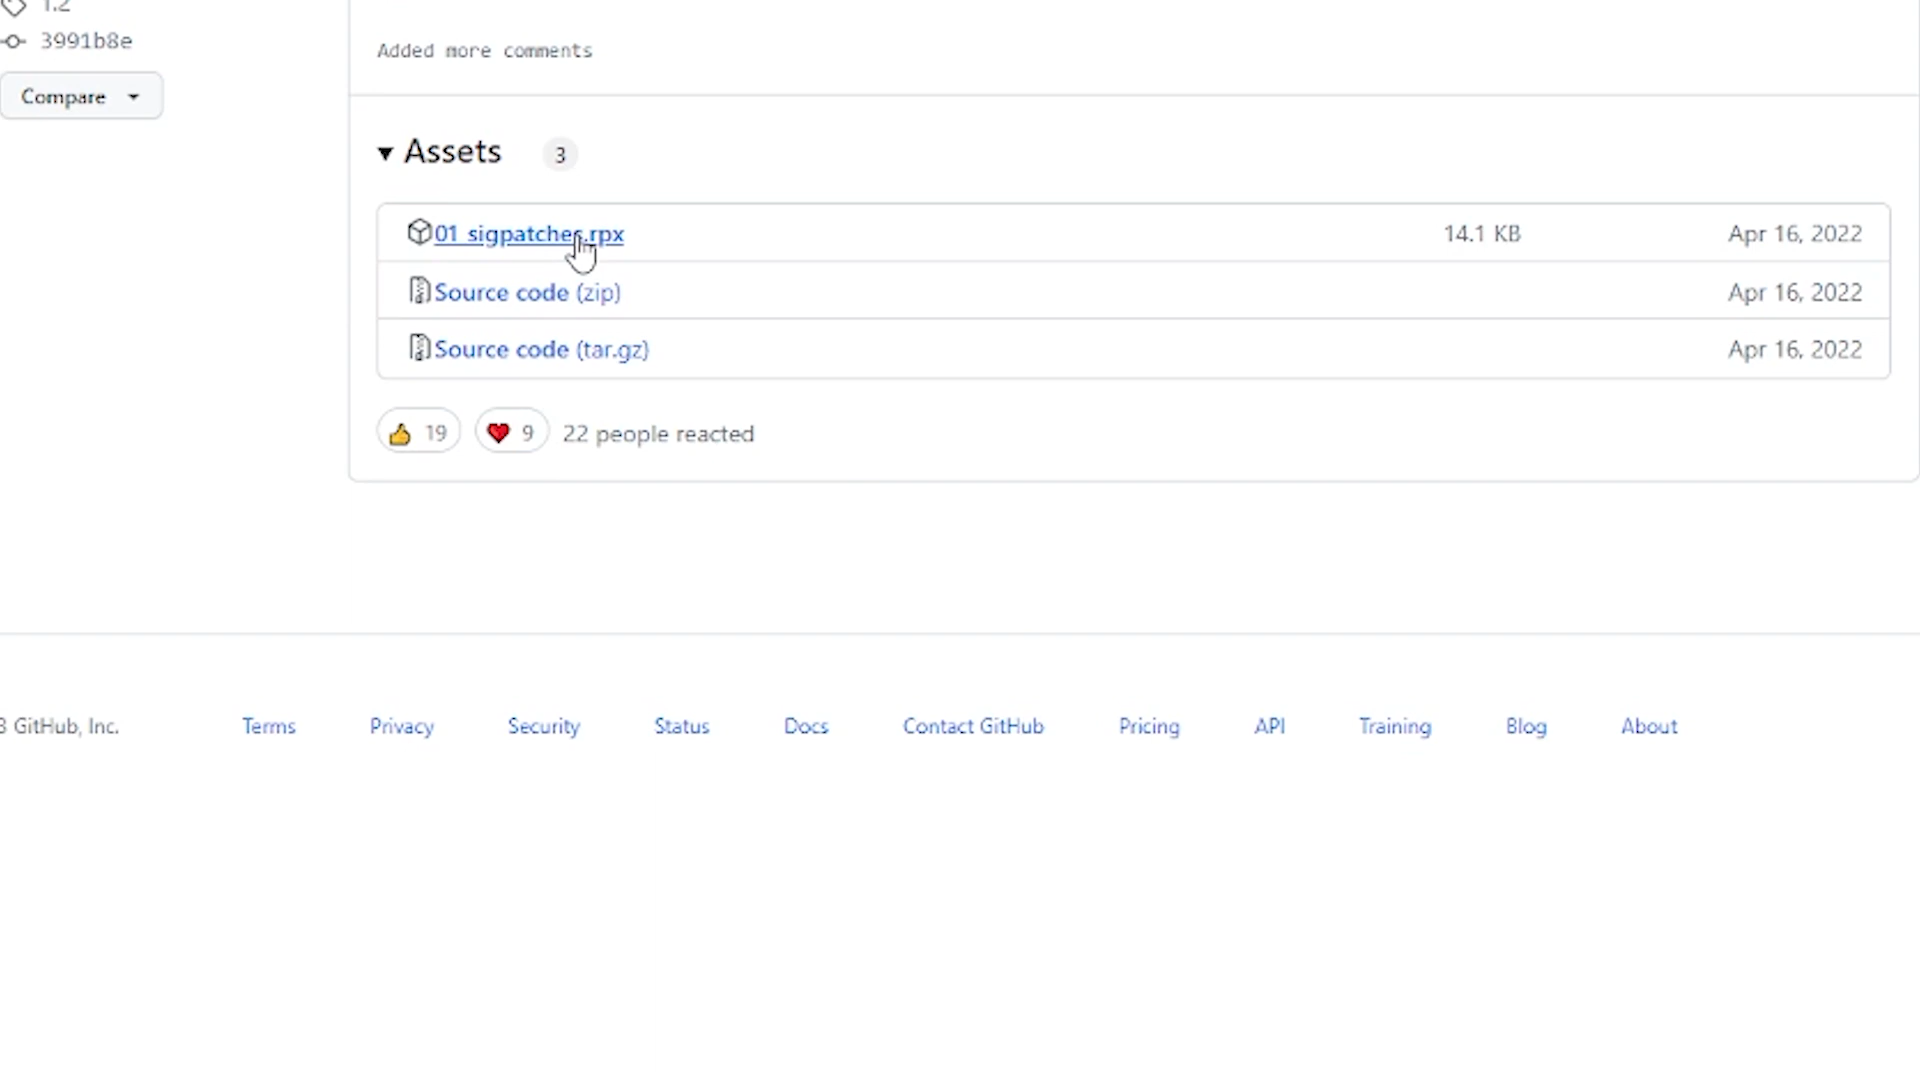 1.2
3991b8e
Compare
Added more comments
Assets 3
01_sigpatches.rpx 14.1 KB Apr 16, 2022
Source code (zip) Apr 16, 2022
Source code (tar.gz) Apr 16, 2022
19 9 22 people reacted
3 GitHub, Inc. Terms Privacy Security Status Docs Contact GitHub Pricing API Training Blog About